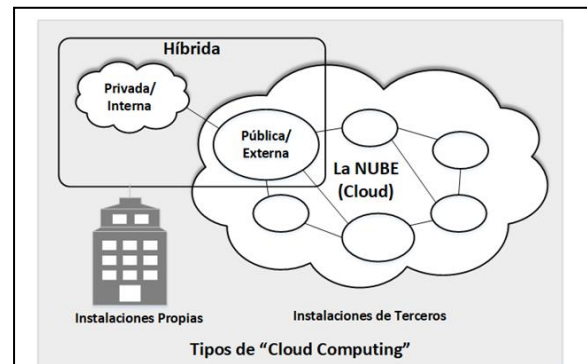 Híbrida
Privada/
Interna
Pública/
Externa
La NUBE
(Cloud)
Instalaciones Propias
Instalaciones de Terceros
Tipos de “Cloud Computing”